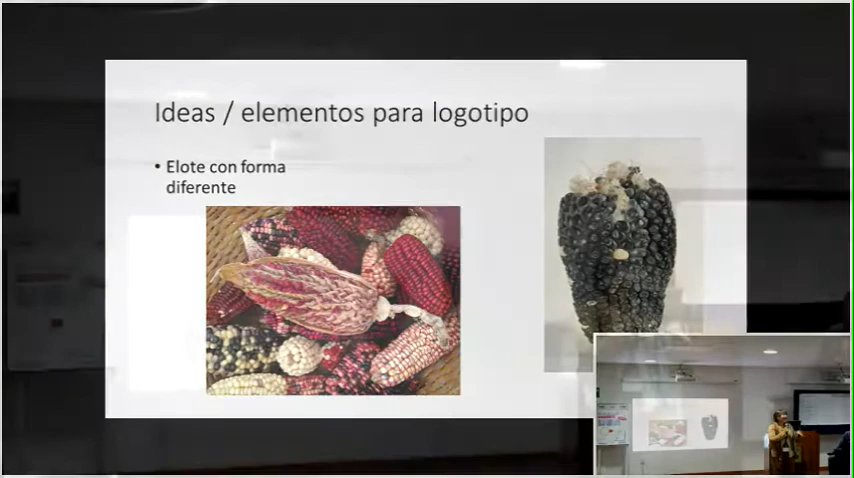 Ideas / elementos para logotipo
• Elote con forma
diferente